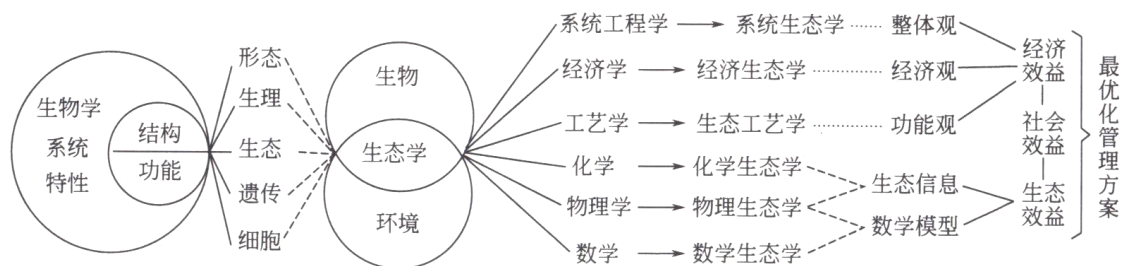 生物学
系统
特性
结构
功能
形态
生理
生态
遗传
细胞
生物
生态学
环境
系统工程学 系统生态学 整体观
经济学 经济生态学 经济观
工艺学 生态工艺学 功能观
化学 化学生态学
物理学 物理生态学
数学 数学生态学
生态信息
数学模型
经济
效益
社会
效益
生态
效益
最优化管理方案